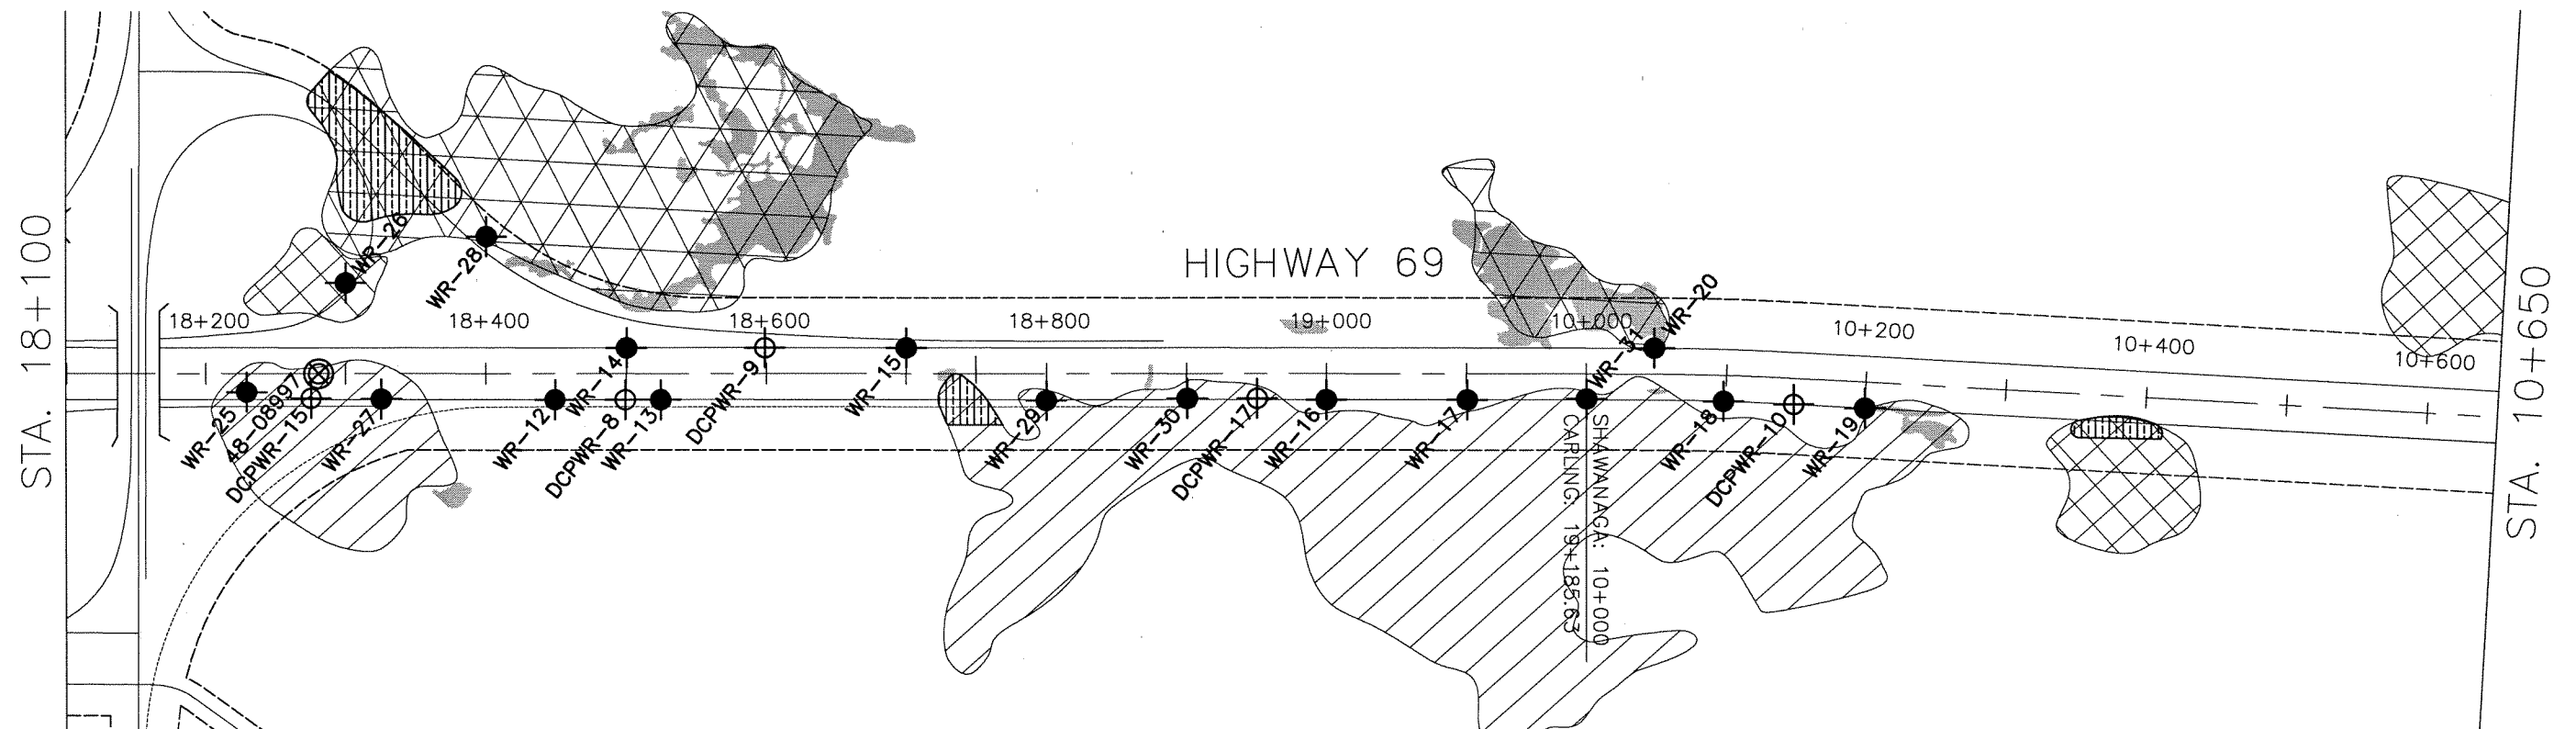 STA. 18+100
HIGHWAY 69
18+200
18+400
18+600
18+800
19+000
10+000
10+200
10+400
10+600
WR-26
WR-28
WR-20
WR-31
WR-25
48-08997
DCPWR-15
WR-27
WR-12
WR-14
DCPWR-8
WR-13
DCPWR-9
WR-15
WR-29
WR-30
DCPWR-17
WR-16
WR-17
WR-18
DCPWR-10
WR-19
SHAWANAGA: 10+000
CARLING: 19+185.63
STA. 10+650